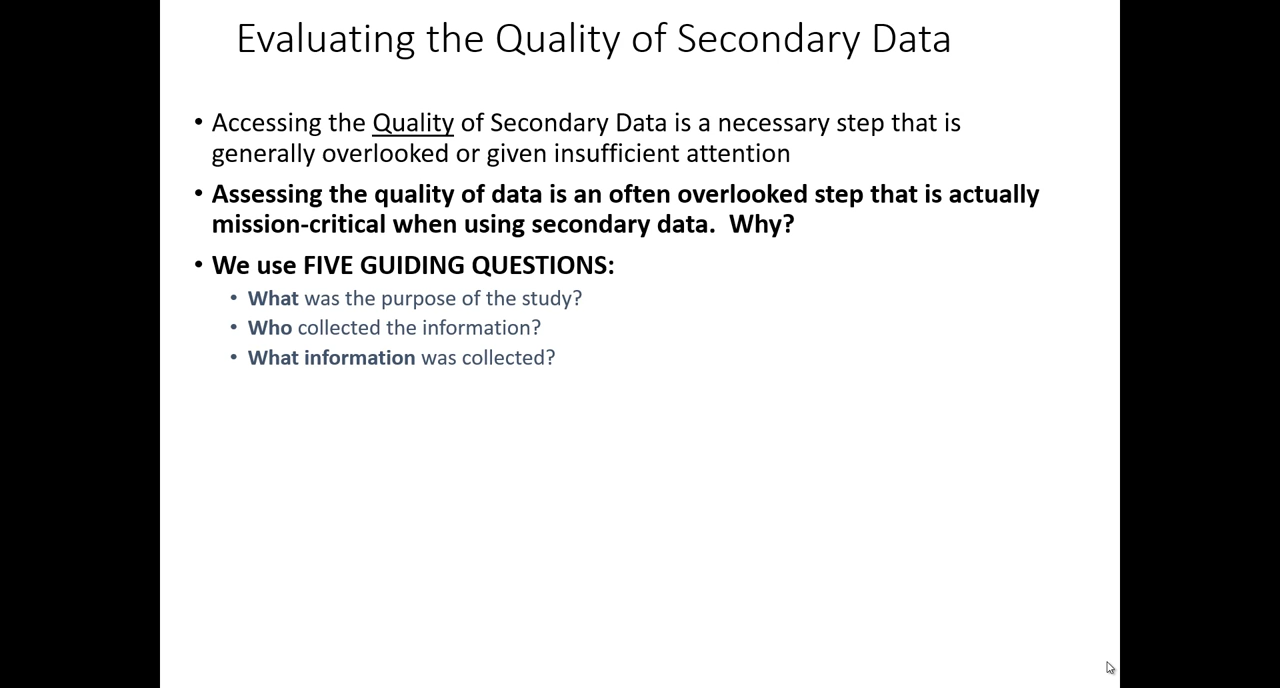 Evaluating the Quality of Secondary Data
• Accessing the Quality of Secondary Data is a necessary step that is
generally overlooked or given insufficient attention
• Assessing the quality of data is an often overlooked step that is actually
mission-critical when using secondary data.  Why?
• We use FIVE GUIDING QUESTIONS:
• What was the purpose of the study?
• Who collected the information?
• What information was collected?